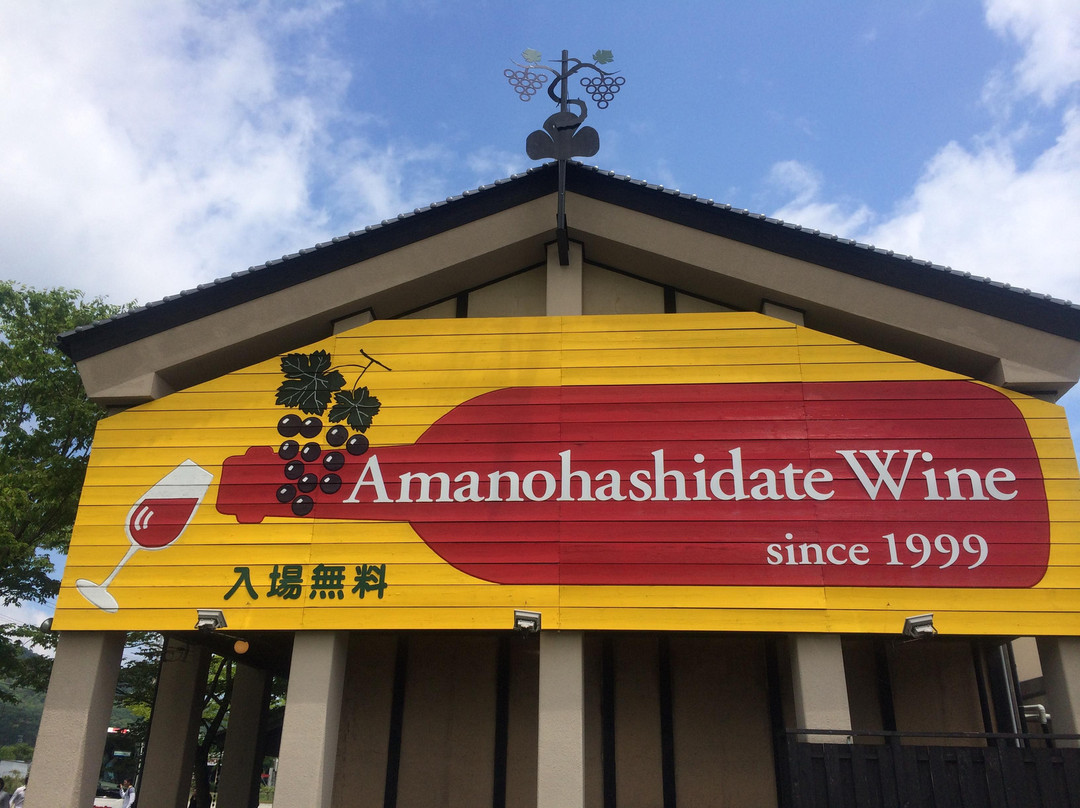 Amanohashidate Wine
since 1999
入場無料